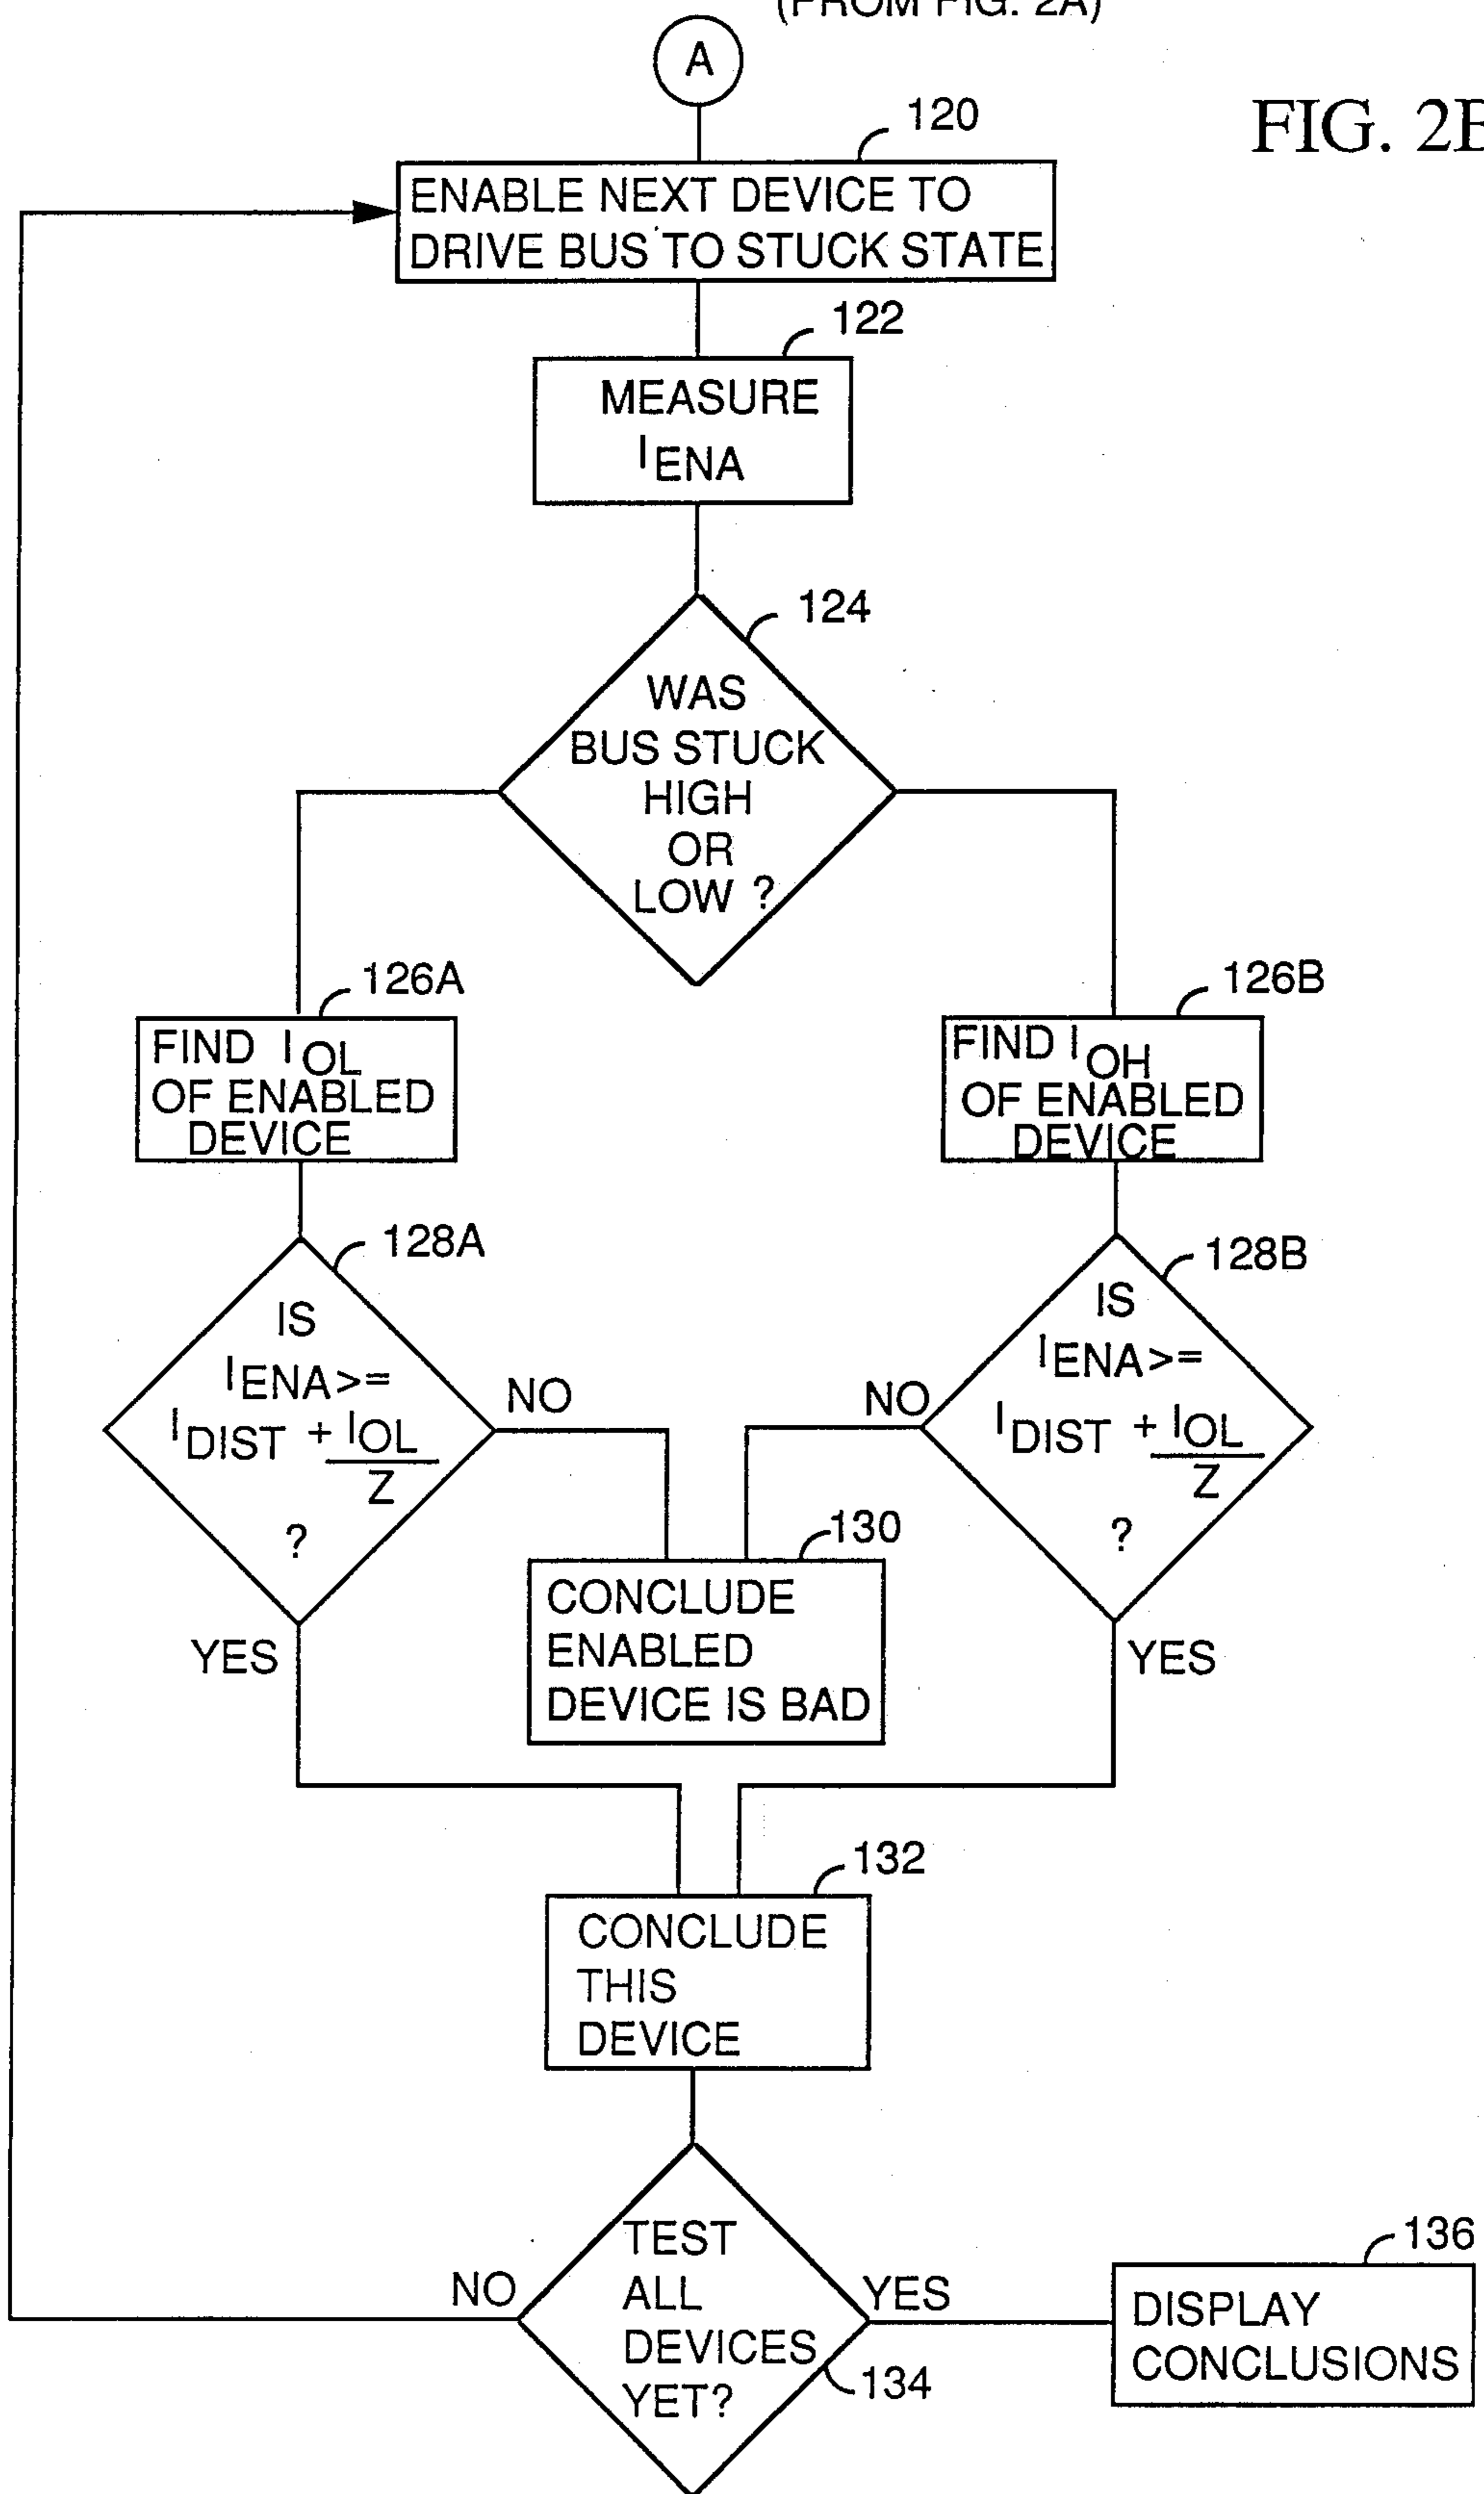 (FROM FIG. 2A)
A
FIG. 2B
120
ENABLE NEXT DEVICE TO
DRIVE BUS TO STUCK STATE
122
MEASURE
IENA
124
WAS
BUS STUCK
HIGH
OR
LOW ?
126A
FIND IOL
OF ENABLED
DEVICE
126B
FIND IOH
OF ENABLED
DEVICE
128A
IS
IENA>=
IDIST + IOL
Z
?
NO
YES
128B
IS
IENA>=
IDIST + IOL
Z
?
NO
YES
130
CONCLUDE
ENABLED
DEVICE IS BAD
132
CONCLUDE
THIS
DEVICE
TEST
ALL
DEVICES
YET?
134
NO
YES
136
DISPLAY
CONCLUSIONS